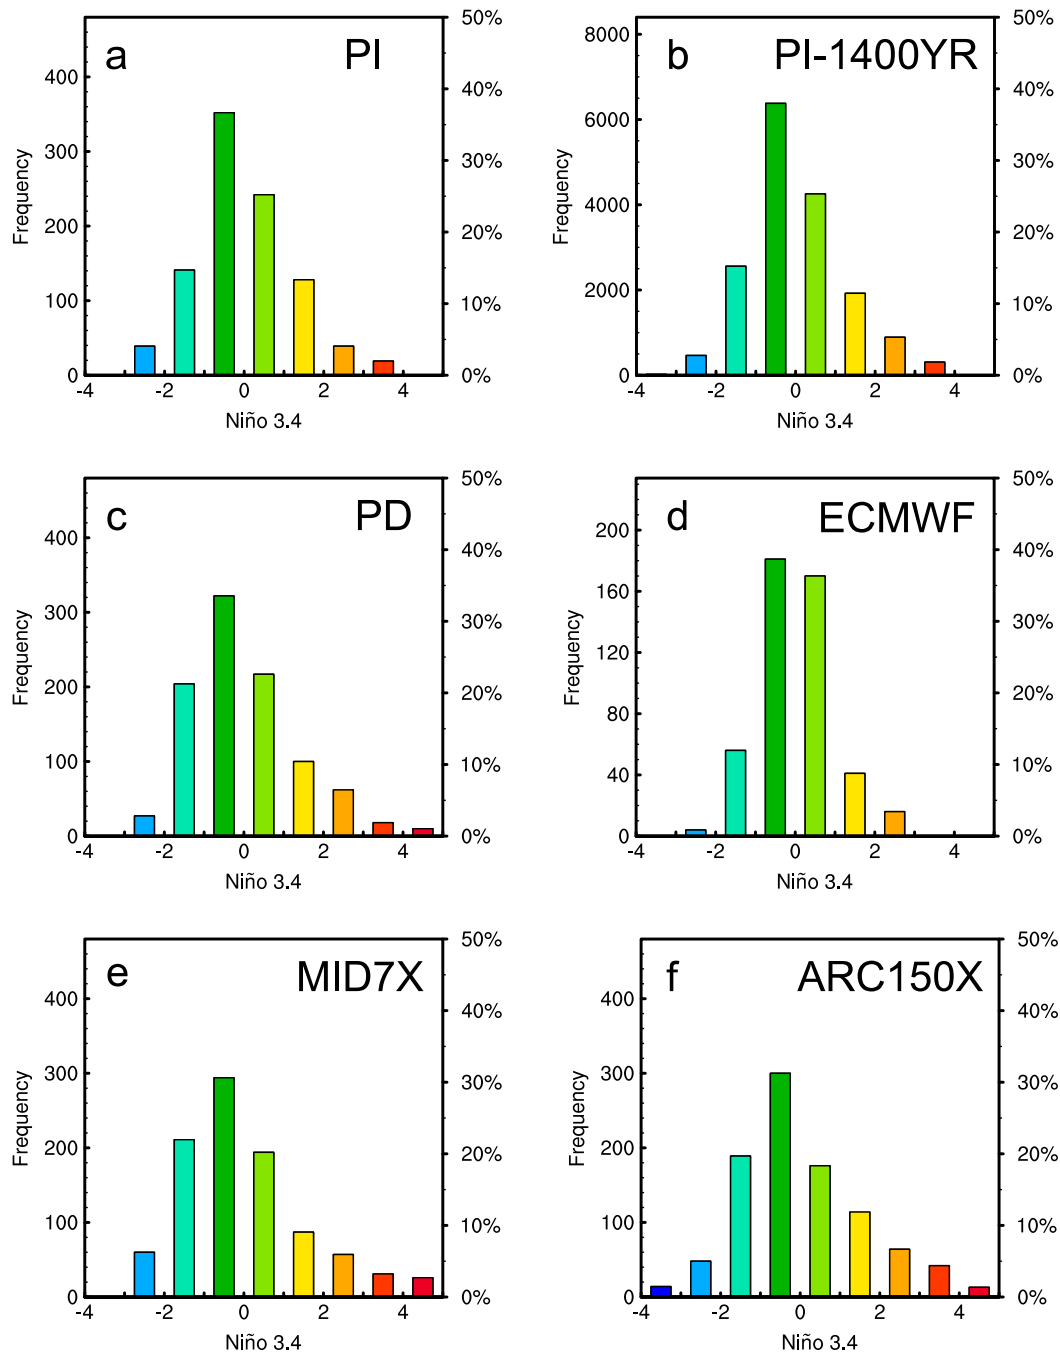 a PI
Frequency
400
300
200
100
0
50%
40%
30%
20%
10%
0%
-4 -2 0 2 4
Niño 3.4
b PI-1400YR
Frequency
8000
6000
4000
2000
0
50%
40%
30%
20%
10%
0%
-4 -2 0 2 4
Niño 3.4
c PD
Frequency
400
300
200
100
0
50%
40%
30%
20%
10%
0%
-4 -2 0 2 4
Niño 3.4
d ECMWF
Frequency
200
160
120
80
40
0
50%
40%
30%
20%
10%
0%
-4 -2 0 2 4
Niño 3.4
e MID7X
Frequency
400
300
200
100
0
50%
40%
30%
20%
10%
0%
-4 -2 0 2 4
Niño 3.4
f ARC150X
Frequency
400
300
200
100
0
50%
40%
30%
20%
10%
0%
-4 -2 0 2 4
Niño 3.4